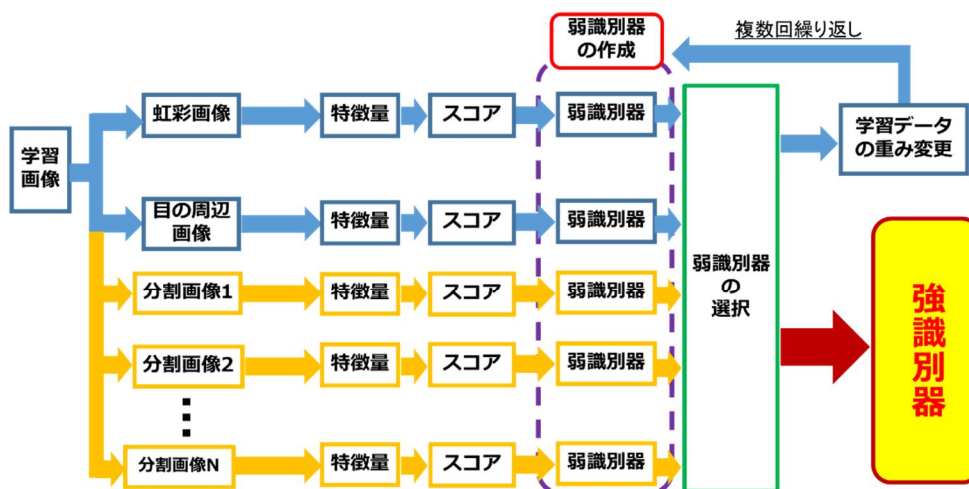 弱識別器
の作成
複数回繰り返し
学習
画像
虹彩画像
特徴量
スコア
弱識別器
学習データ
の重み変更
目の周辺
画像
特徴量
スコア
弱識別器
弱識別器
の
選択
分割画像1
特徴量
スコア
弱識別器
強識別器
分割画像2
特徴量
スコア
弱識別器
分割画像N
特徴量
スコア
弱識別器